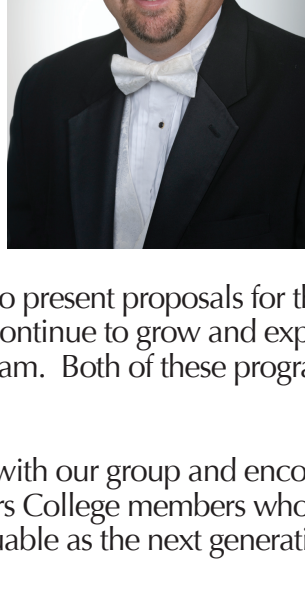 o present proposals for th
ontinue to grow and exp
am.  Both of these progra
with our group and enco
rs College members who
uable as the next generati